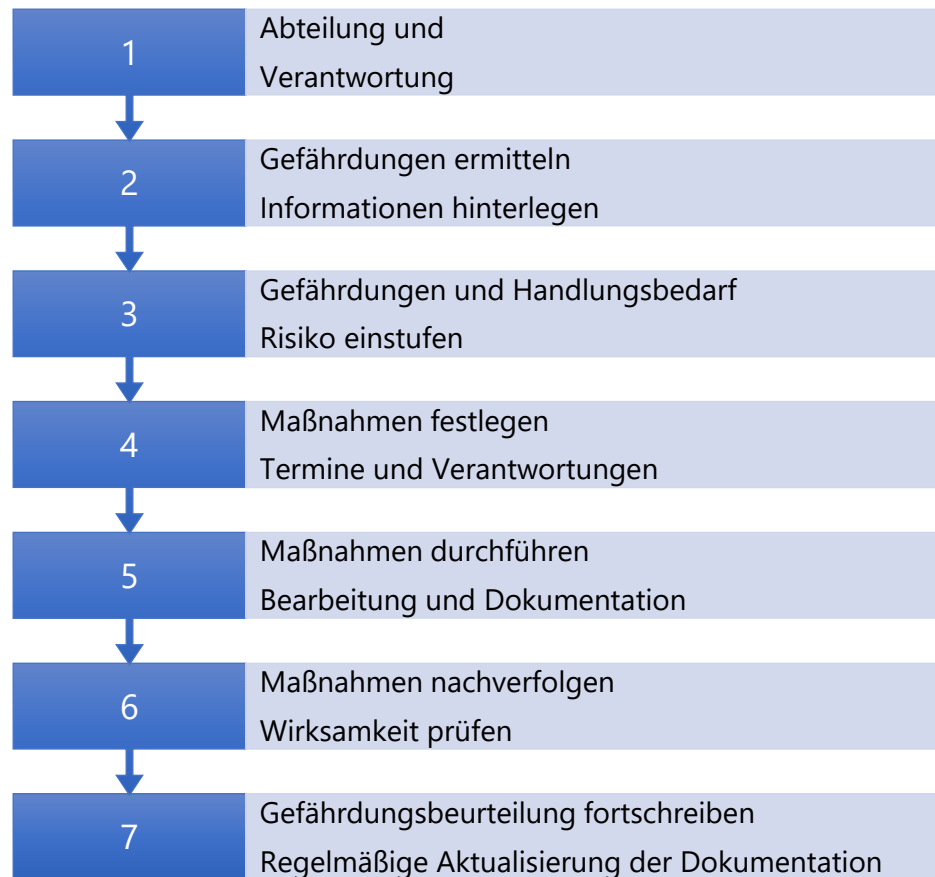 1
Abteilung und
Verantwortung
2
Gefährdungen ermitteln
Informationen hinterlegen
3
Gefährdungen und Handlungsbedarf
Risiko einstufen
4
Maßnahmen festlegen
Termine und Verantwortungen
5
Maßnahmen durchführen
Bearbeitung und Dokumentation
6
Maßnahmen nachverfolgen
Wirksamkeit prüfen
7
Gefährdungsbeurteilung fortschreiben
Regelmäßige Aktualisierung der Dokumentation